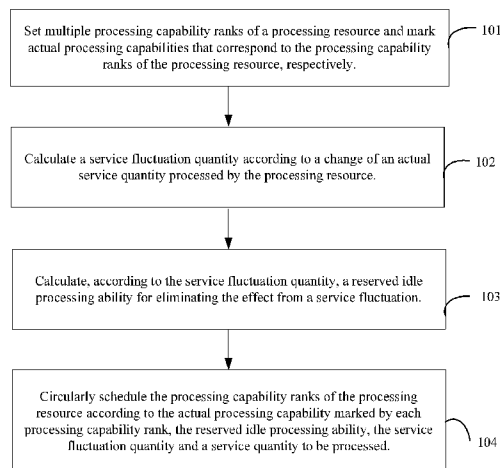 Set multiple processing capability ranks of a processing resource and mark
actual processing capabilities that correspond to the processing capability
ranks of the processing resource, respectively.
101
Calculate a service fluctuation quantity according to a change of an actual
service quantity processed by the processing resource.
102
Calculate, according to the service fluctuation quantity, a reserved idle
processing ability for eliminating the effect from a service fluctuation.
103
Circularly schedule the processing capability ranks of the processing
resource according to the actual processing capability marked by each
processing capability rank, the reserved idle processing ability, the service
fluctuation quantity and a service quantity to be processed.
104